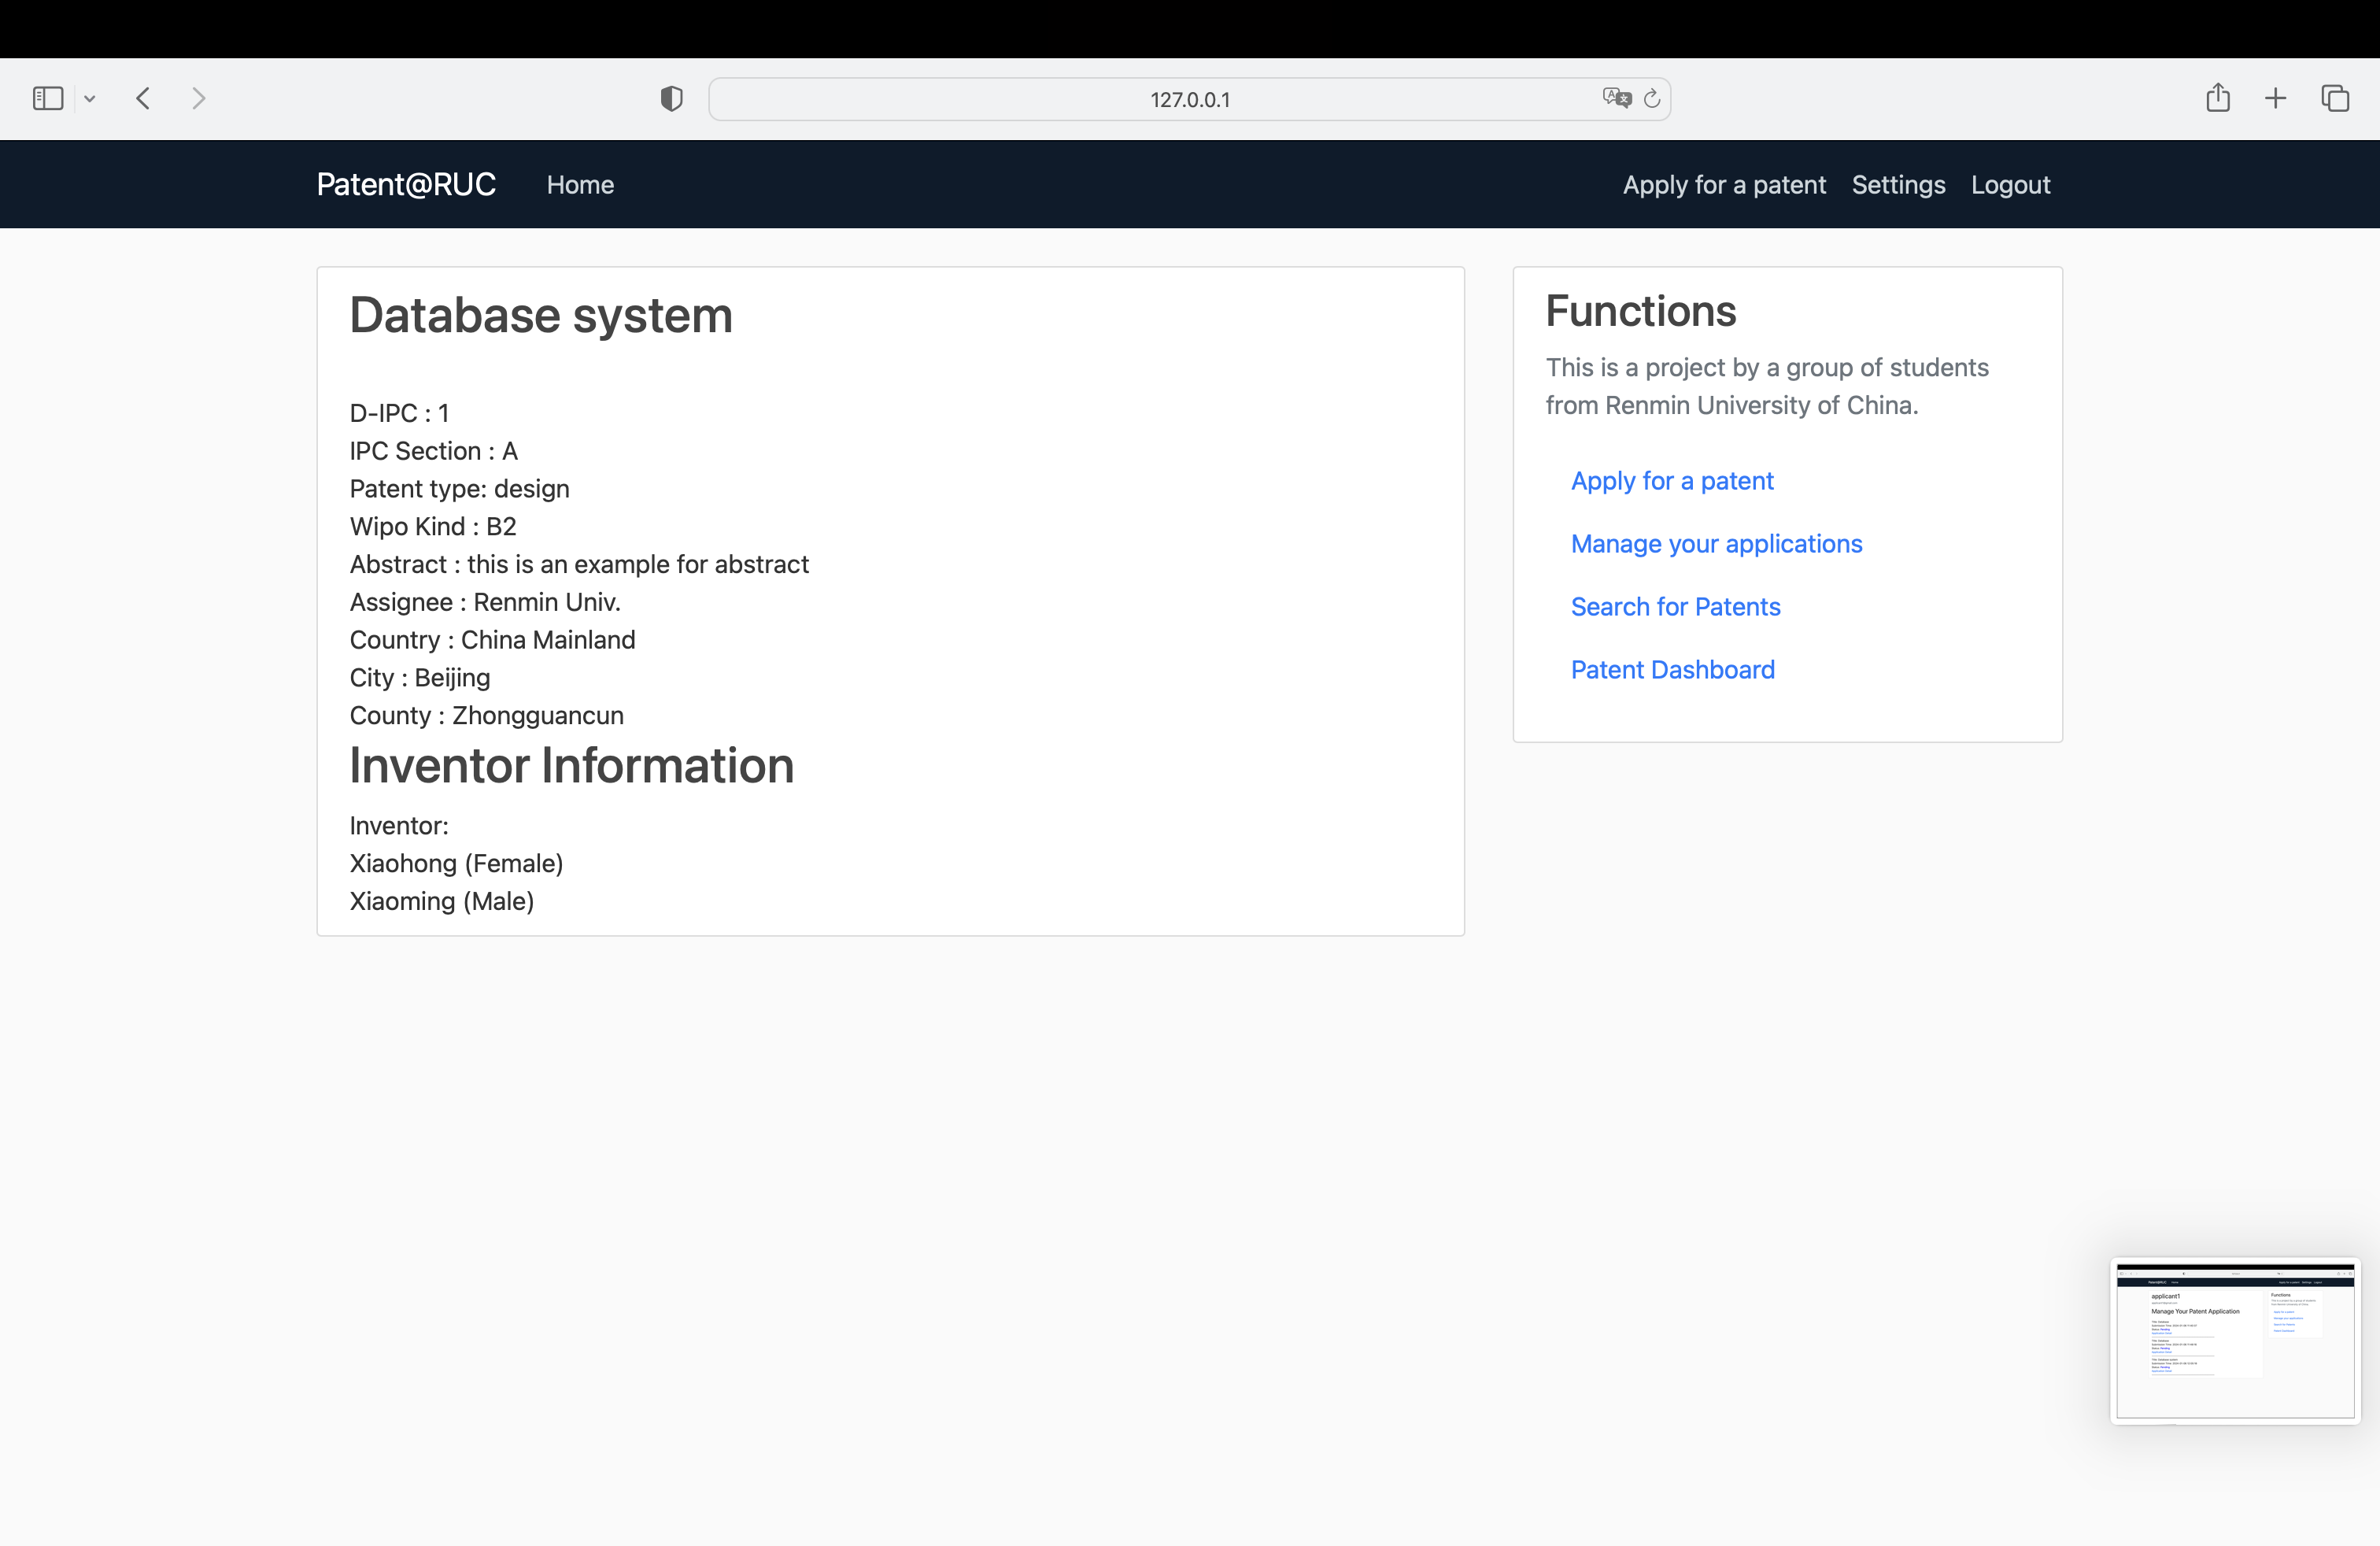 127.0.0.1
Patent@RUC Home Apply for a patent Settings Logout
Database system
D-IPC : 1
IPC Section : A
Patent type: design
Wipo Kind : B2
Abstract : this is an example for abstract
Assignee : Renmin Univ.
Country : China Mainland
City : Beijing
County : Zhongguancun
Inventor Information
Inventor:
Xiaohong (Female)
Xiaoming (Male)
Functions
This is a project by a group of students
from Renmin University of China.
Apply for a patent
Manage your applications
Search for Patents
Patent Dashboard
applicant1
Manage Your Patent Application
Functions